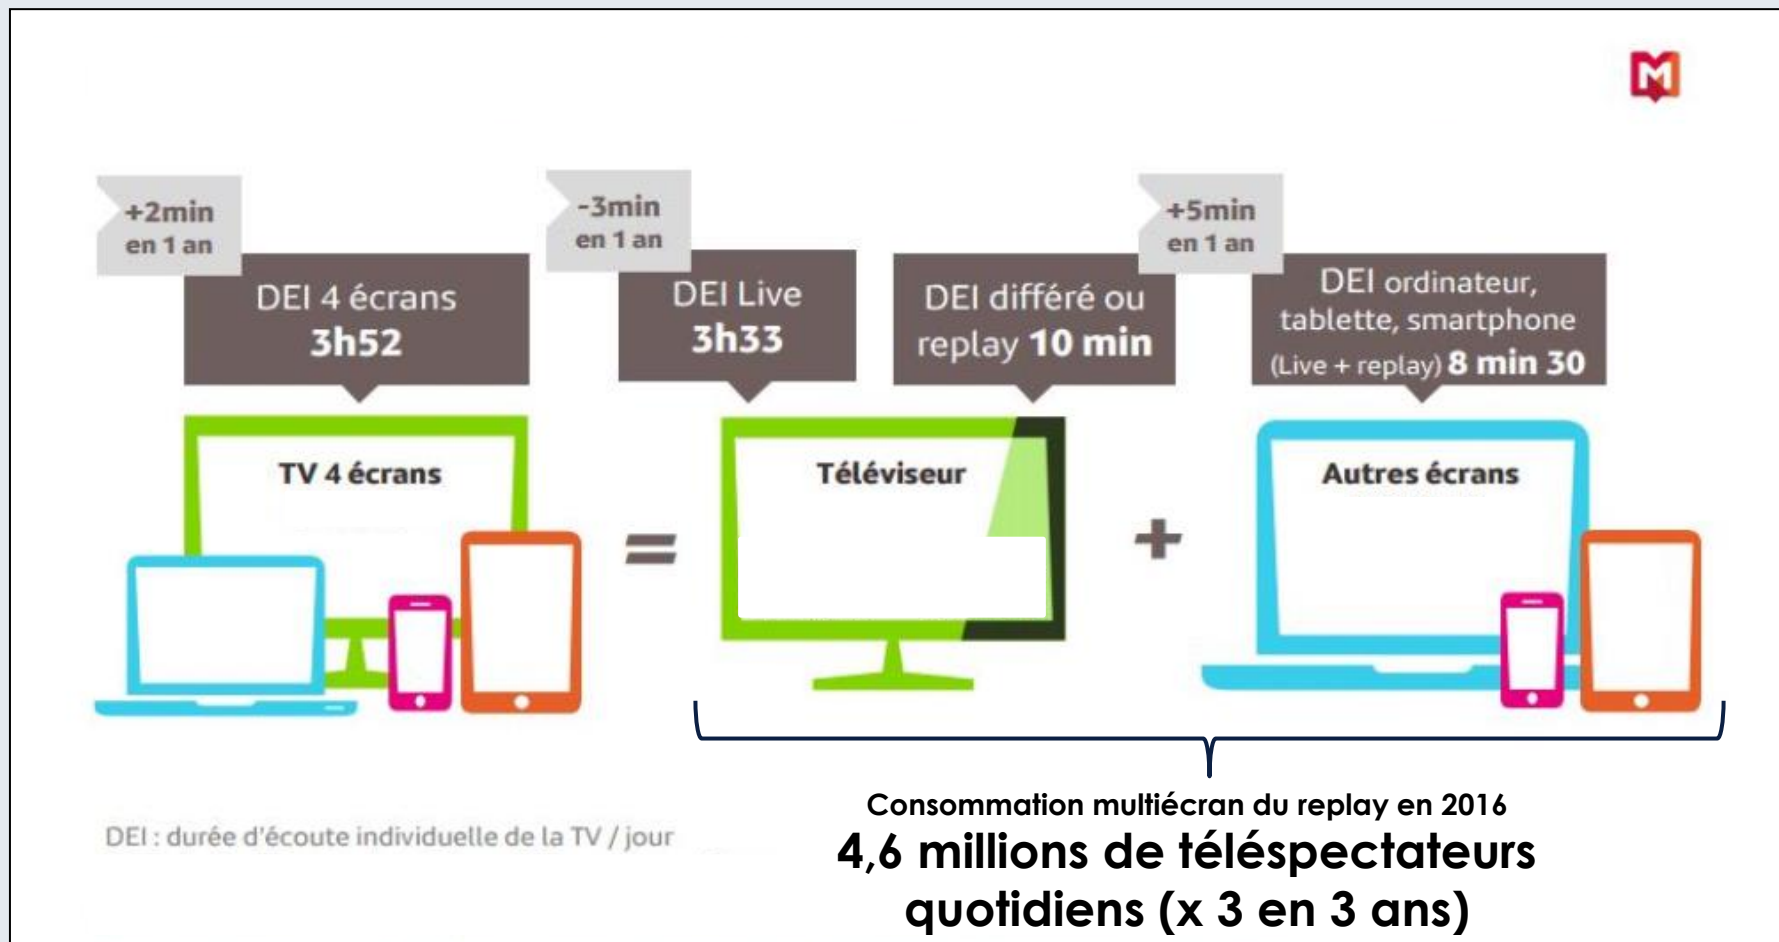 M
+2min
en 1 an
DEI 4 écrans
3h52
-3min
en 1 an
DEI Live
3h33
DEI différé ou
replay 10 min
+5min
en 1 an
DEI ordinateur,
tablette, smartphone
(Live + replay) 8 min 30
TV 4 écrans
=
Téléviseur
+
Autres écrans
DEI : durée d'écoute individuelle de la TV / jour
Consommation multiécran du replay en 2016
4,6 millions de téléspectateurs
quotidiens (x 3 en 3 ans)